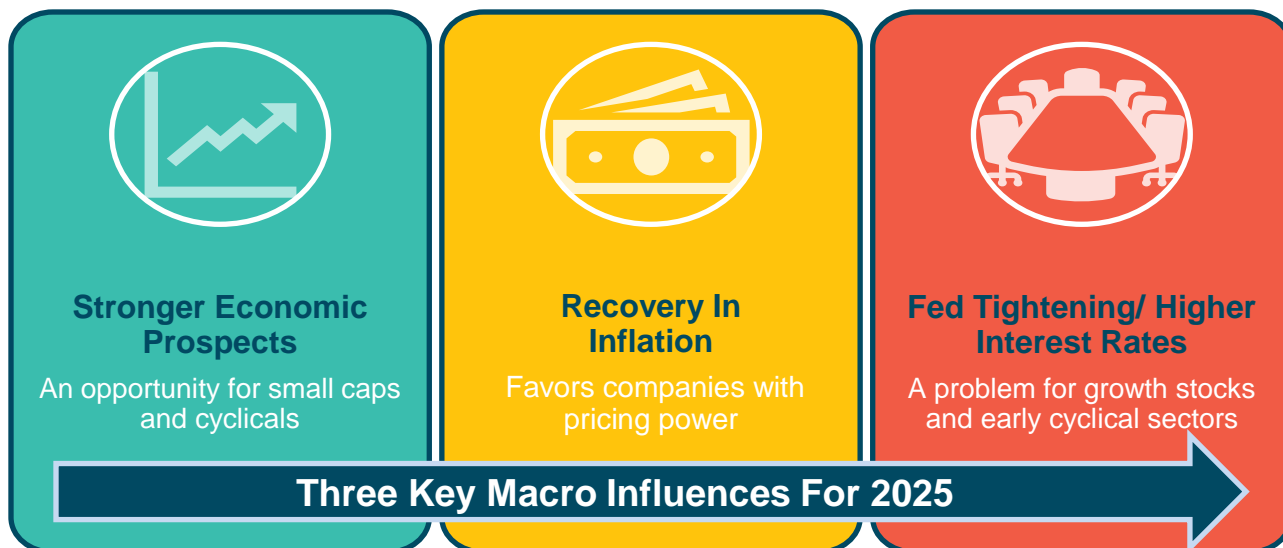 Stronger Economic
Prospects
An opportunity for small caps
and cyclicals
Recovery In
Inflation
Favors companies with
pricing power
Fed Tightening/ Higher
Interest Rates
A problem for growth stocks
and early cyclical sectors
Three Key Macro Influences For 2025